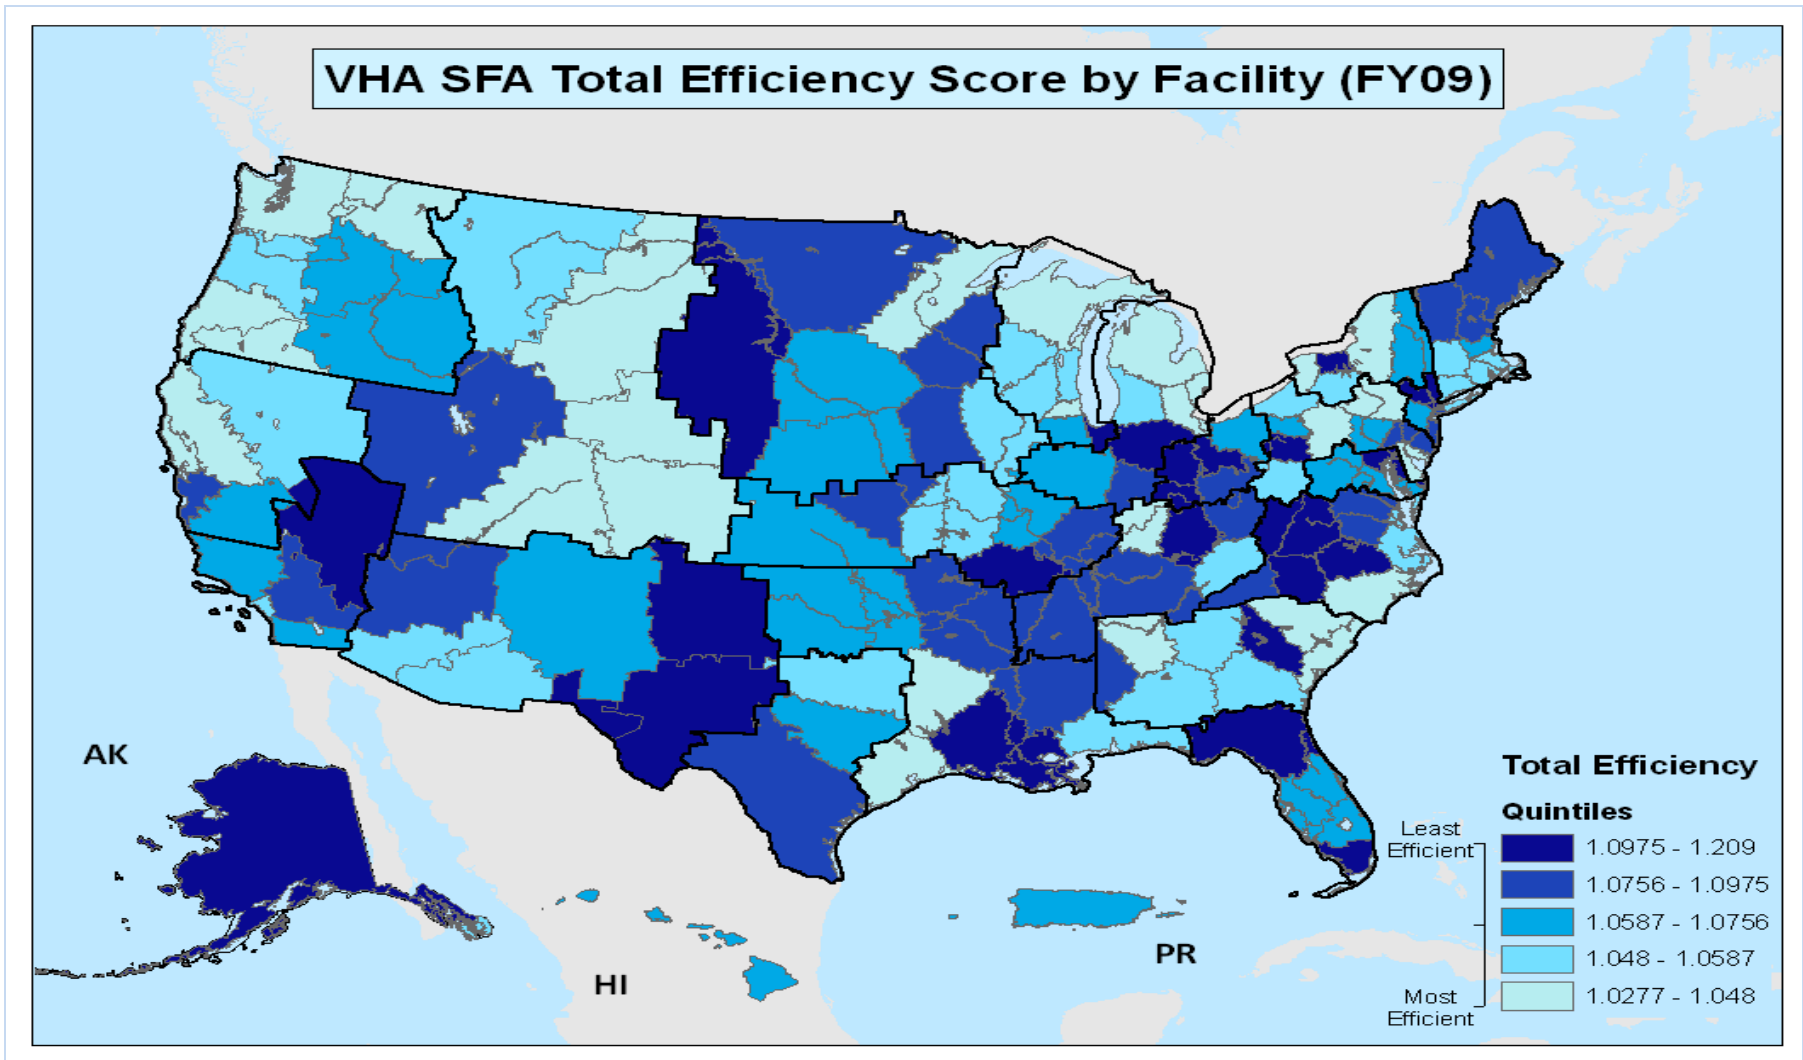 VHA SFA Total Efficiency Score by Facility (FY09)
AK
HI
PR
Total Efficiency
Quintiles
Least
Efficient
1.0975 - 1.209
1.0756 - 1.0975
1.0587 - 1.0756
1.048 - 1.0587
1.0277 - 1.048
Most
Efficient